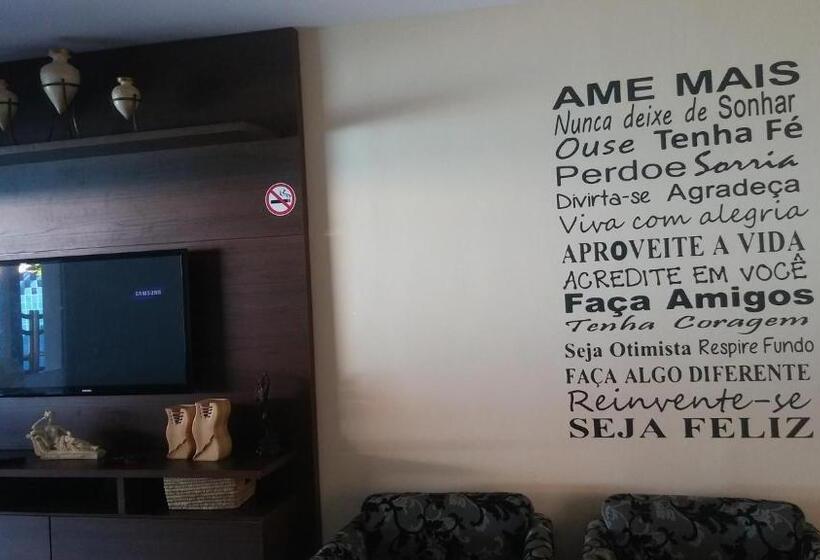 AME MAIS
Nunca deixe de Sonhar
Ouse Tenha Fé
Perdoe Sorria
Divirta-se Agradeça
Viva com alegria
APROVEITE A VIDA
ACREDITE EM VOCÊ
Faça Amigos
Tenha Coragem
Seja Otimista Respire Fundo
FAÇA ALGO DIFERENTE
Reinvente-se
SEJA FELIZ
SAMSUNG
SAMSUNG